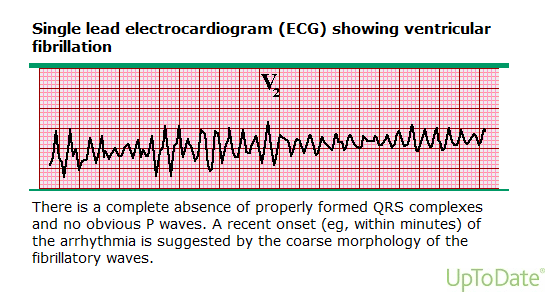 Single lead electrocardiogram (ECG) showing ventricular
fibrillation
V2
There is a complete absence of properly formed QRS complexes
and no obvious P waves. A recent onset (eg, within minutes) of
the arrhythmia is suggested by the coarse morphology of the
fibrillatory waves.
UpToDate®